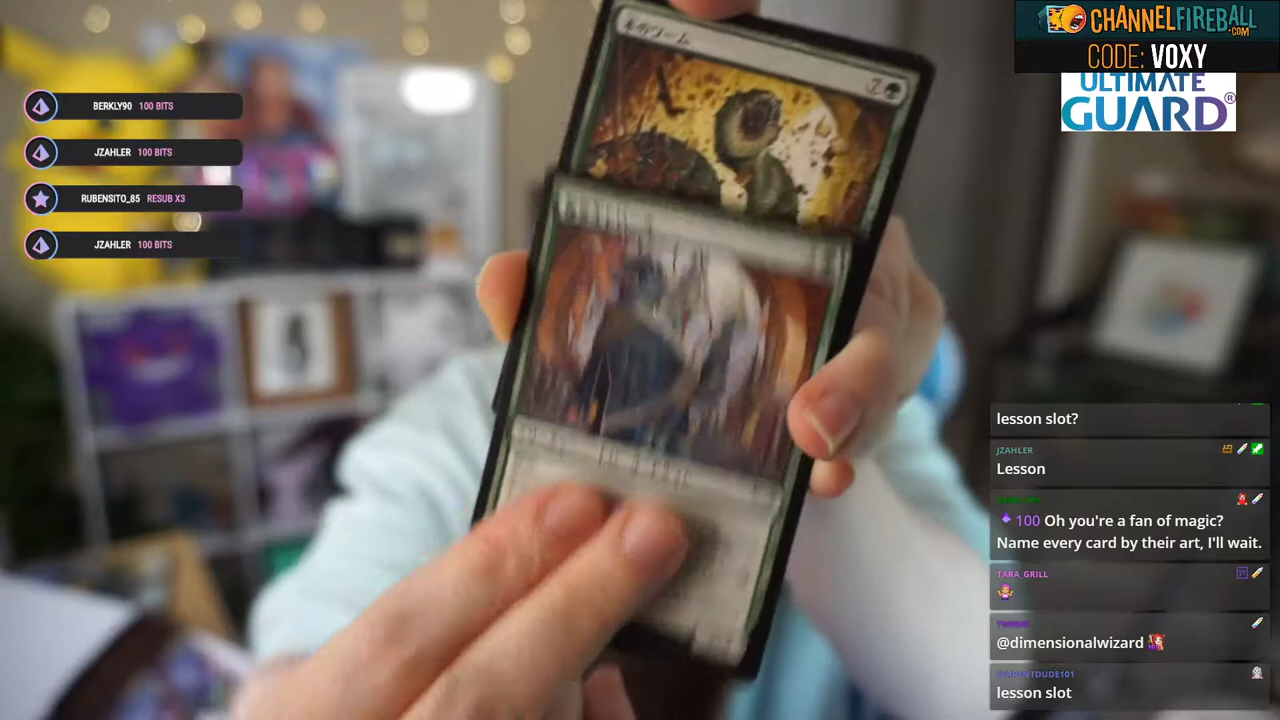 BERKLY90 100 BITS
JZAHLER 100 BITS
RUBENSITO_85 RESUB X3
JZAHLER 100 BITS
CHANNELFIREBALL
.COM
CODE: VOXY
ULTIMATE
GUARD®
7
lesson slot?
JZAHLER
Lesson
100 Oh you're a fan of magic?
Name every card by their art, I'll wait.
TARA_GRILL
@dimensionalwizard
SERPENTDUDE101
lesson slot